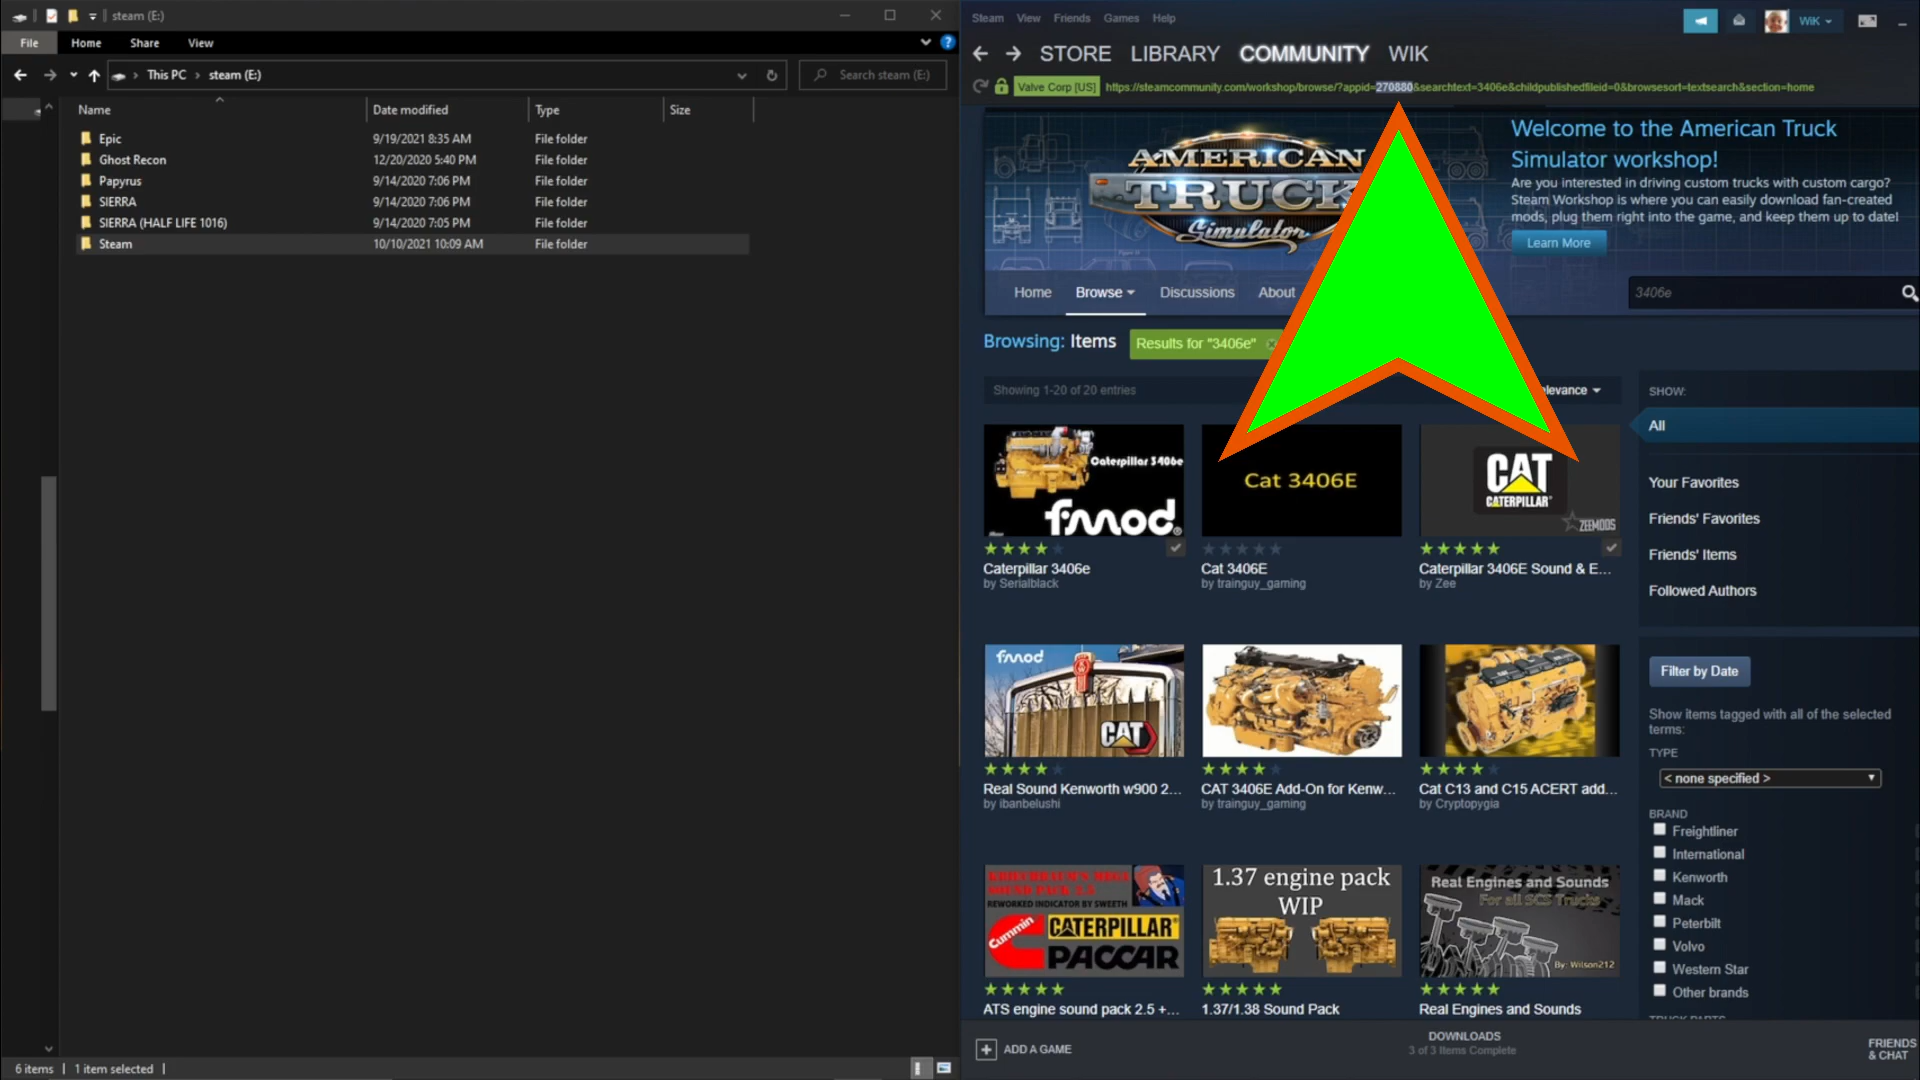 steam (E:)
File Home Share View
This PC > steam (E:)
Search steam (E:)
Name Date modified Type Size
Epic 9/19/2021 8:35 AM File folder
Ghost Recon 12/20/2020 5:40 PM File folder
Papyrus 9/14/2020 7:06 PM File folder
SIERRA 9/14/2020 7:06 PM File folder
SIERRA (HALF LIFE 1016) 9/14/2020 7:05 PM File folder
Steam 10/10/2021 10:09 AM File folder
6 items 1 item selected
Steam View Friends Games Help
WiK
STORE LIBRARY COMMUNITY WIK
Valve Corp [US] https://steamcommunity.com/workshop/browse/?appid=270880&searchtext=3406e&childpublishedfileid=0&browsesort=textsearch&section=home
AMERICAN
TRUCK
Simulator
Welcome to the American Truck
Simulator workshop!
Are you interested in driving custom trucks with custom cargo?
Steam Workshop is where you can easily download fan-created
mods, plug them right into the game, and keep them up to date!
Learn More
Home Browse Discussions About
3406e
Browsing: Items
Results for "3406e"
Showing 1-20 of 20 entries
elevance
Caterpillar 3406e
fmod
Cat 3406E
CAT
CATERPILLAR
ZEEMODS
Caterpillar 3406e
by Serialblack
Cat 3406E
by trainguy_gaming
Caterpillar 3406E Sound & E...
by Zee
fmod
CAT
Real Sound Kenworth w900 2...
by ibanbelushi
CAT 3406E Add-On for Kenw...
by trainguy_gaming
Cat C13 and C15 ACERT add...
by Cryptopygia
SOUND PACK 2.5
REWORKED INDICATOR BY SWEETH
Cummin
CATERPILLAR
PACCAR
1.37 engine pack
WIP
Real Engines and Sounds
For all SCS Trucks
By: Wilson212
ATS engine sound pack 2.5 +...
1.37/1.38 Sound Pack
Real Engines and Sounds
SHOW:
All
Your Favorites
Friends' Favorites
Friends' Items
Followed Authors
Filter by Date
Show items tagged with all of the selected
terms:
TYPE
< none specified >
BRAND
Freightliner
International
Kenworth
Mack
Peterbilt
Volvo
Western Star
Other brands
TRUCK PARTS
ADD A GAME
DOWNLOADS
3 of 3 Items Complete
FRIENDS
& CHAT